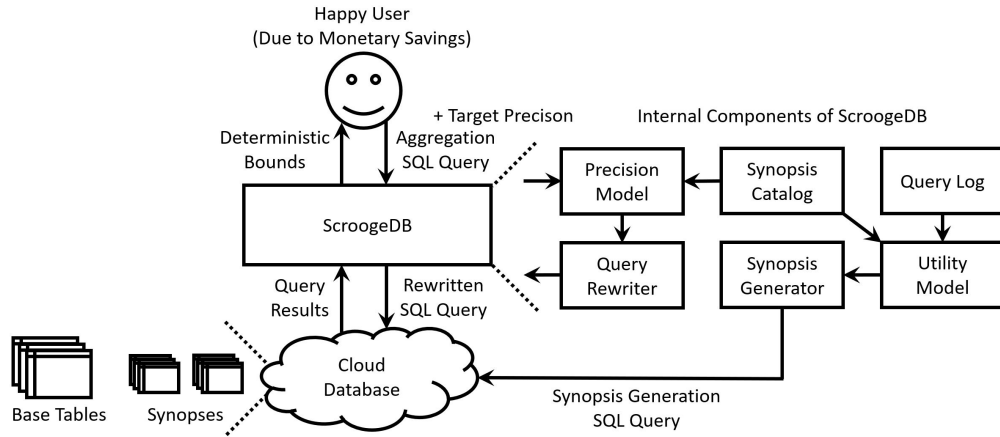 Happy User
(Due to Monetary Savings)
+ Target Precison
Internal Components of ScroogeDB
Deterministic
Bounds
Aggregation
SQL Query
Precision
Model
Synopsis
Catalog
Query Log
ScroogeDB
Query
Rewriter
Synopsis
Generator
Utility
Model
Query
Results
Rewritten
SQL Query
Cloud
Database
Base Tables
Synopses
Synopsis Generation
SQL Query